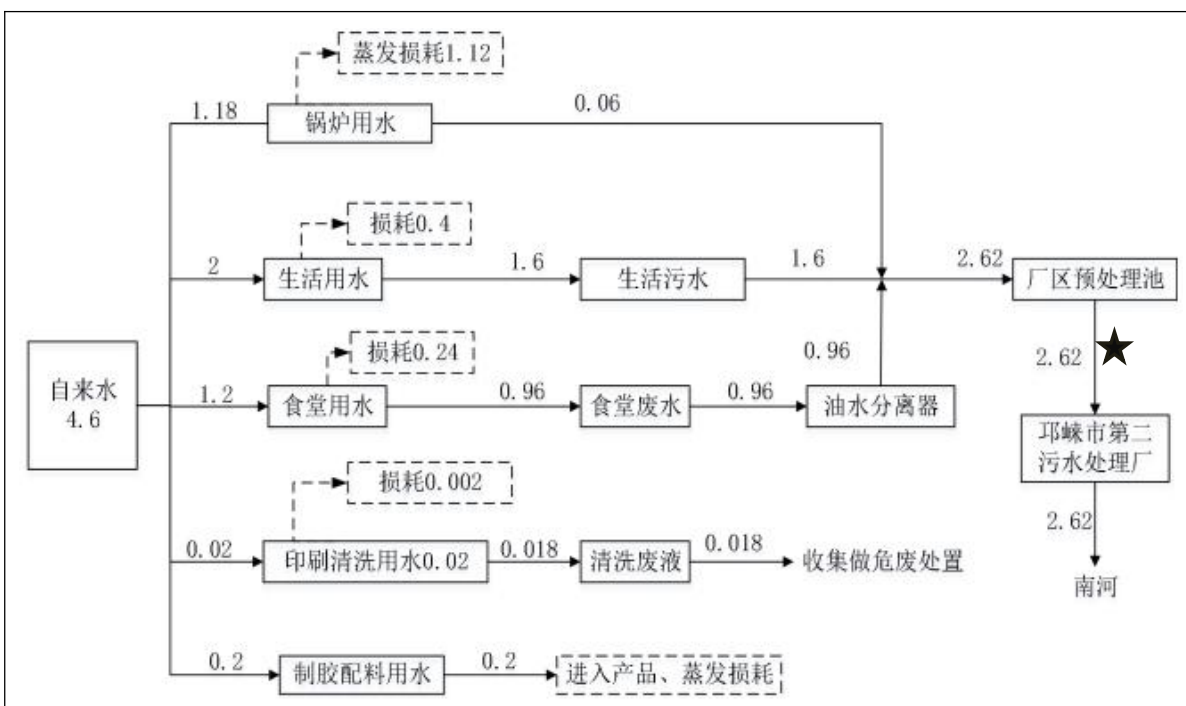 蒸发损耗1.12
1.18
锅炉用水
0.06
损耗0.4
2
生活用水
1.6
生活污水
1.6
2.62
厂区预处理池
自来水
4.6
损耗0.24
1.2
食堂用水
0.96
食堂废水
0.96
油水分离器
0.96
2.62
邛崃市第二
污水处理厂
损耗0.002
0.02
印刷清洗用水0.02
0.018
清洗废液
0.018
收集做危废处置
2.62
南河
0.2
制胶配料用水
0.2
进入产品、蒸发损耗